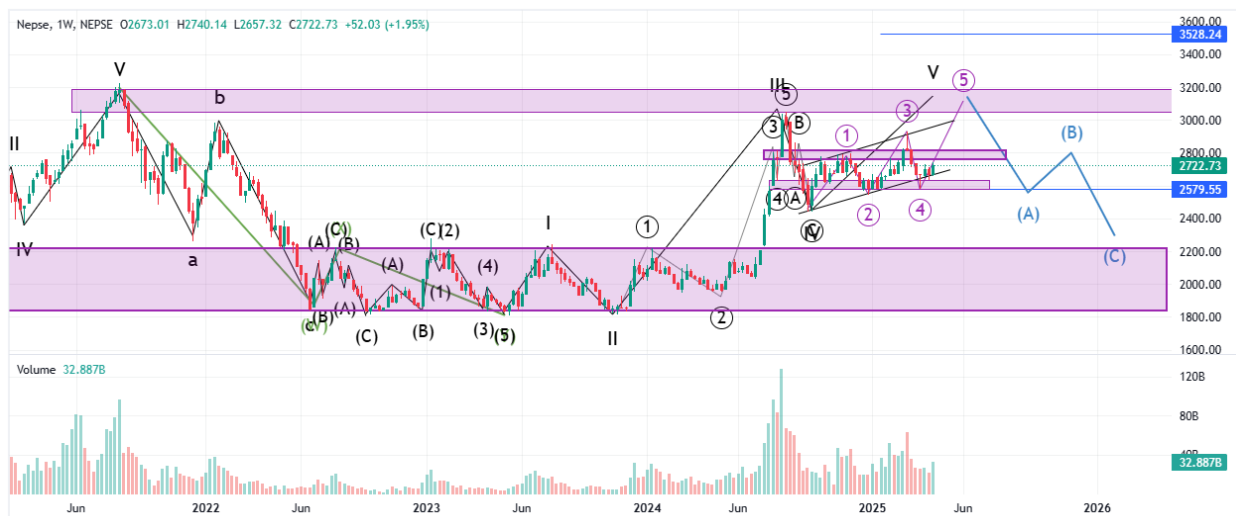 Nepse, 1W, NEPSE O2673.01 H2740.14 L2657.32 C2722.73 +52.03 (+1.95%)
3600.00
3528.24
3400.00
3200.00
3000.00
2800.00
2722.73
2579.55
2400.00
2200.00
2000.00
1800.00
1600.00
II
IV
V
a
b
(A)
(B)
(C)
(B)
(A)
(C)
(A)
(B)
(C)
(1)
(2)
(3)
(4)
(5)
I
II
1
2
III
3
4
5
A
B
IV
1
2
3
4
5
V
(A)
(B)
(C)
Volume 32.887B
120B
80B
32.887B
Jun
2022
Jun
2023
Jun
2024
Jun
2025
Jun
2026